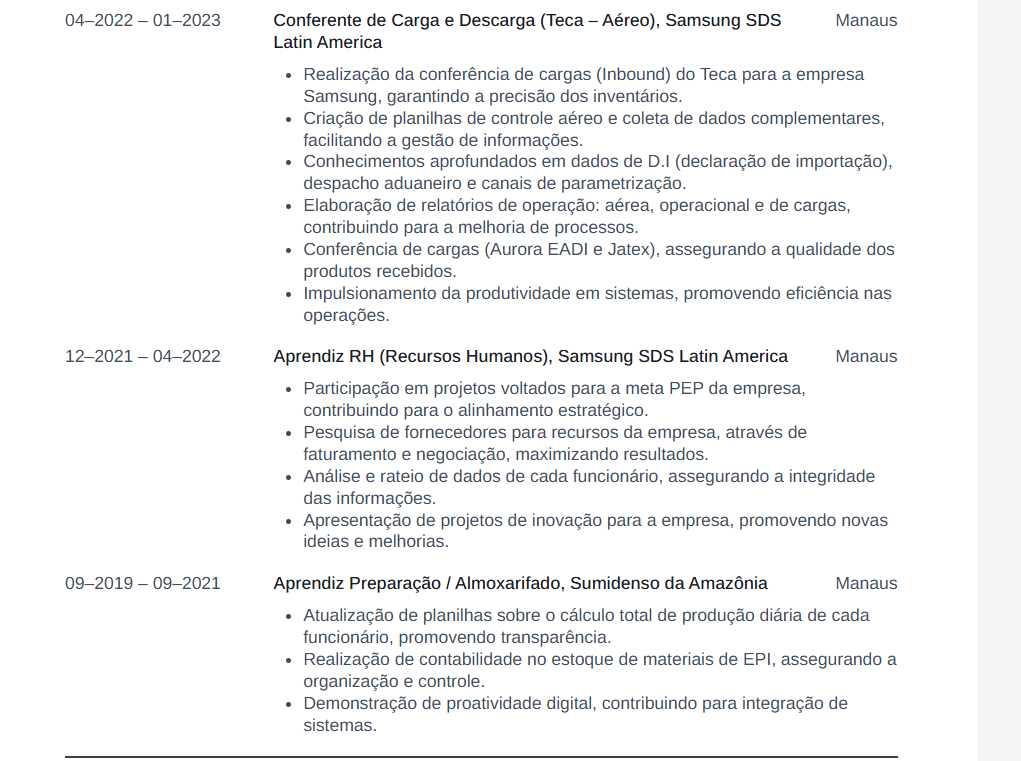 04–2022 – 01–2023 Conferente de Carga e Descarga (Teca – Aéreo), Samsung SDS Manaus
Latin America
• Realização da conferência de cargas (Inbound) do Teca para a empresa
Samsung, garantindo a precisão dos inventários.
• Criação de planilhas de controle aéreo e coleta de dados complementares,
facilitando a gestão de informações.
• Conhecimentos aprofundados em dados de D.I (declaração de importação),
despacho aduaneiro e canais de parametrização.
• Elaboração de relatórios de operação: aérea, operacional e de cargas,
contribuindo para a melhoria de processos.
• Conferência de cargas (Aurora EADI e Jatex), assegurando a qualidade dos
produtos recebidos.
• Impulsionamento da produtividade em sistemas, promovendo eficiência nas
operações.
12–2021 – 04–2022 Aprendiz RH (Recursos Humanos), Samsung SDS Latin America Manaus
• Participação em projetos voltados para a meta PEP da empresa,
contribuindo para o alinhamento estratégico.
• Pesquisa de fornecedores para recursos da empresa, através de
faturamento e negociação, maximizando resultados.
• Análise e rateio de dados de cada funcionário, assegurando a integridade
das informações.
• Apresentação de projetos de inovação para a empresa, promovendo novas
ideias e melhorias.
09–2019 – 09–2021 Aprendiz Preparação / Almoxarifado, Sumidenso da Amazônia Manaus
• Atualização de planilhas sobre o cálculo total de produção diária de cada
funcionário, promovendo transparência.
• Realização de contabilidade no estoque de materiais de EPI, assegurando a
organização e controle.
• Demonstração de proatividade digital, contribuindo para integração de
sistemas.